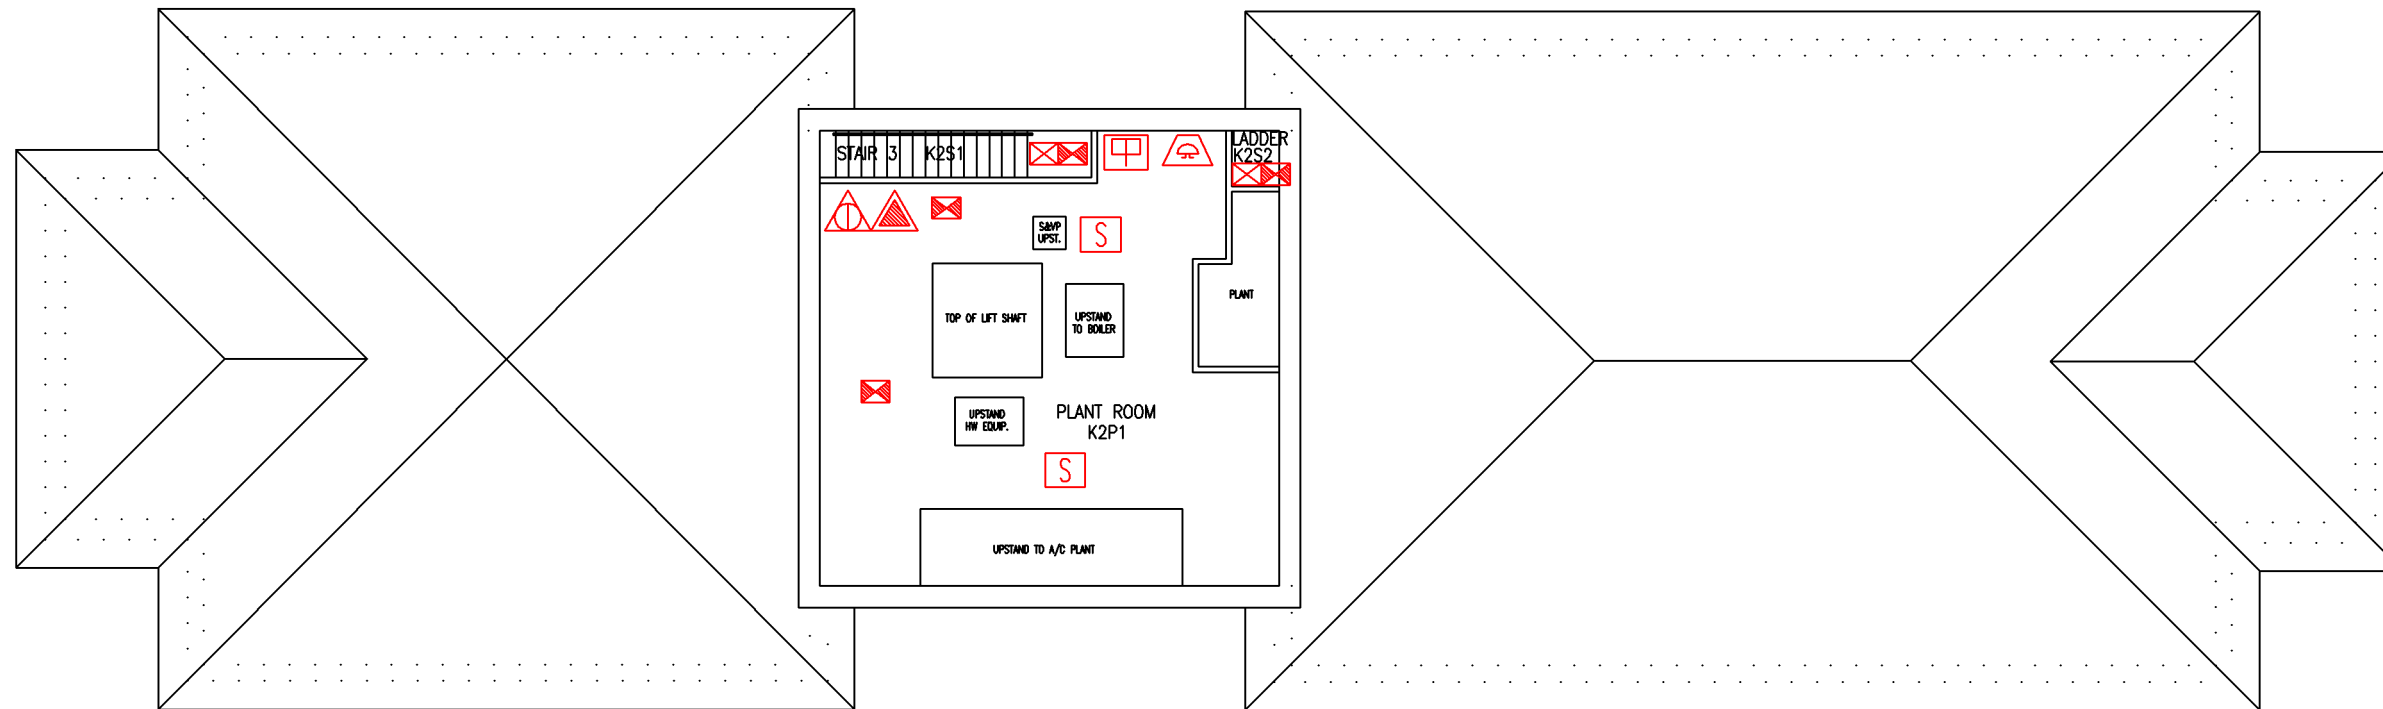 STAIR 3 K2S1
LADDER
K2S2
S&VP
UPST.
S
PLANT
TOP OF LIFT SHAFT
UPSTAND
TO BOILER
UPSTAND
HW EQUIP.
PLANT ROOM
K2P1
S
UPSTAND TO A/C PLANT